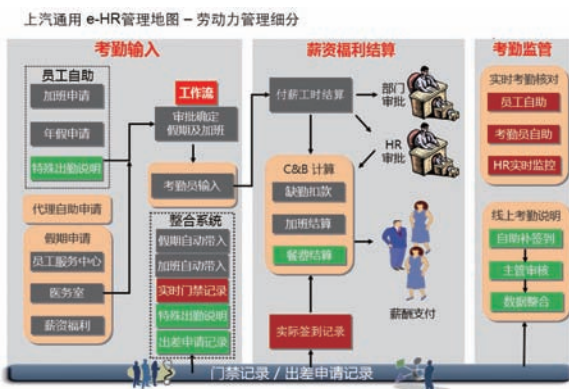 上汽通用 e-HR管理地图 – 劳动力管理细分
考勤输入
员工自助
加班申请
年假申请
特殊出勤说明
代理自助申请
假期申请
员工服务中心
医务室
薪资福利
工作流
审批确定
假期及加班
考勤员输入
整合系统
假期自动带入
加班自动带入
实时门禁记录
特殊出勤说明
出差申请记录
薪资福利结算
付薪工时结算
部门
审批
HR
审批
C&B 计算
缺勤扣款
加班结算
餐费结算
薪酬支付
实际签到记录
考勤监管
实时考勤核对
员工自助
考勤员自助
HR实时监控
线上考勤说明
自助补签到
主管审核
数据整合
门禁记录 / 出差申请记录